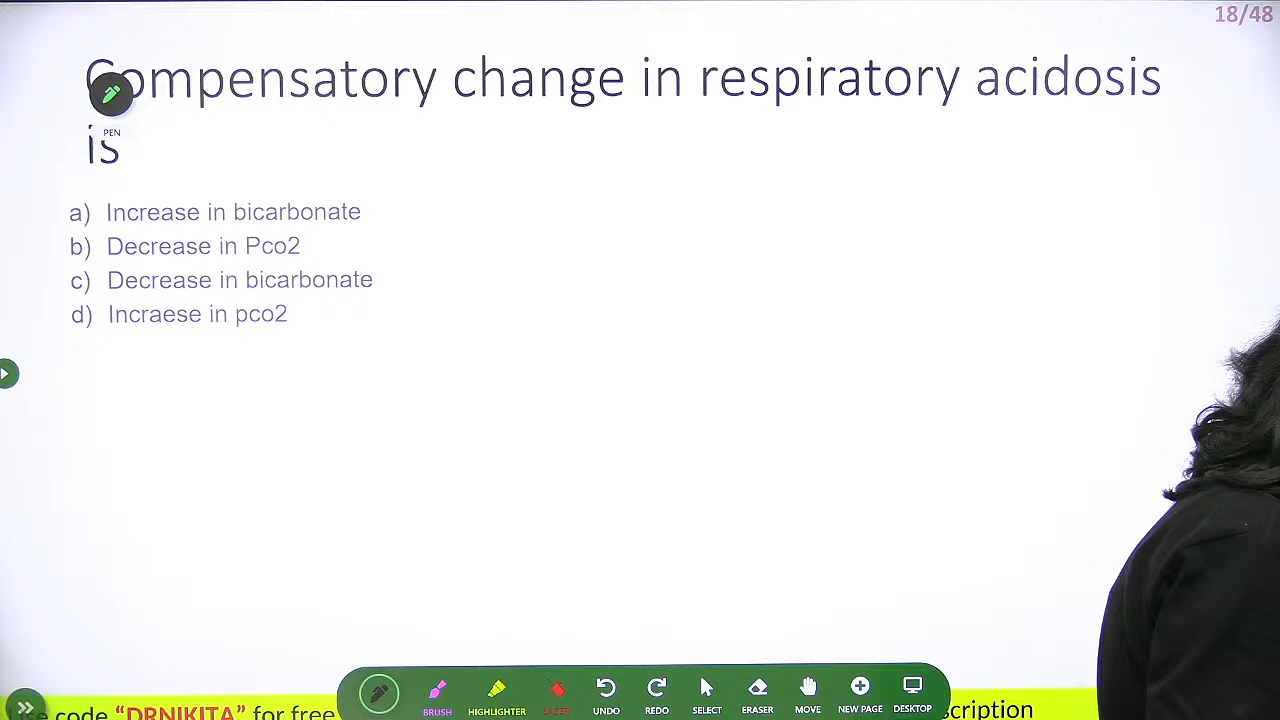 18/48
Compensatory change in respiratory acidosis
PEN
is
a) Increase in bicarbonate
b) Decrease in Pco2
c) Decrease in bicarbonate
d) Incraese in pco2
BRUSH HIGHLIGHTER LASER UNDO REDO SELECT ERASER MOVE NEW PAGE DESKTOP
code "DRNIKITA" for free